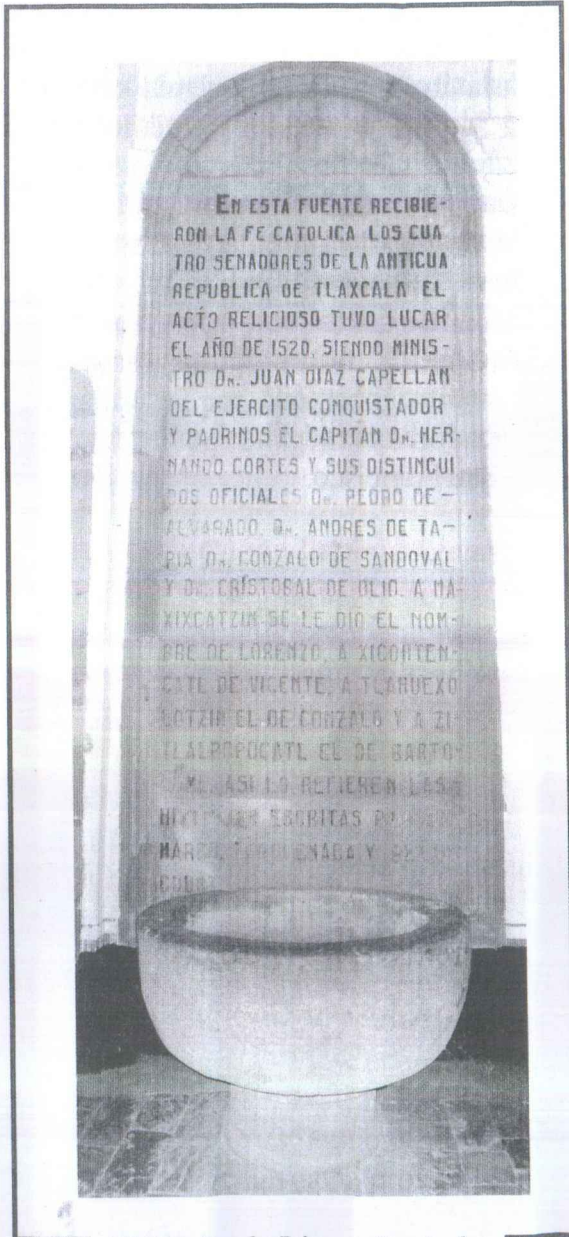 EN ESTA FUENTE RECIBIE-
RON LA FE CATOLICA LOS CUA
TRO SENADORES DE LA ANTIGUA
REPUBLICA DE TLAXCALA EL
ACTO RELIGIOSO TUVO LUGAR
EL AÑO DE 1520, SIENDO MINIS-
TRO Dn. JUAN DIAZ CAPELLAN
DEL EJERCITO CONQUISTADOR
Y PADRINOS EL CAPITAN Dn. HER-
NANDO CORTES Y SUS DISTINGUI
DOS OFICIALES Dn. PEDRO DE-
ALVARADO. Dn. ANDRES DE TA-
PIA Dn. GONZALO DE SANDOVAL
Y Dn. CRISTOBAL DE OLID. A MA-
XIXCATZIN SE LE DIO EL NOM-
BRE DE LORENZO, A XICOHTEN-
CATL DE VICENTE, A TLAHUEXO
LOTZIN EL DE GONZALO Y A ZI-
TLALPOPOCATL EL DE BARTO-
ASI LO REFIEREN LAS
ESCRITAS
Y